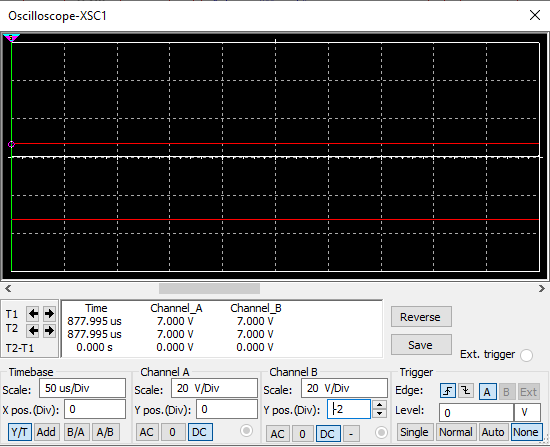 Oscilloscope-XSC1
T1
T2
T2-T1
Time Channel_A Channel_B
877.995 us 7.000 V 7.000 V
877.995 us 7.000 V 7.000 V
0.000 s 0.000 V 0.000 V
Reverse
Save
Ext. trigger
Timebase
Scale: 50 us/Div
X pos.(Div): 0
Y/T Add B/A A/B
Channel A
Scale: 20 V/Div
Y pos.(Div): 0
AC 0 DC
Channel B
Scale: 20 V/Div
Y pos.(Div): -2
AC 0 DC -
Trigger
Edge: A B Ext
Level: 0 V
Single Normal Auto None